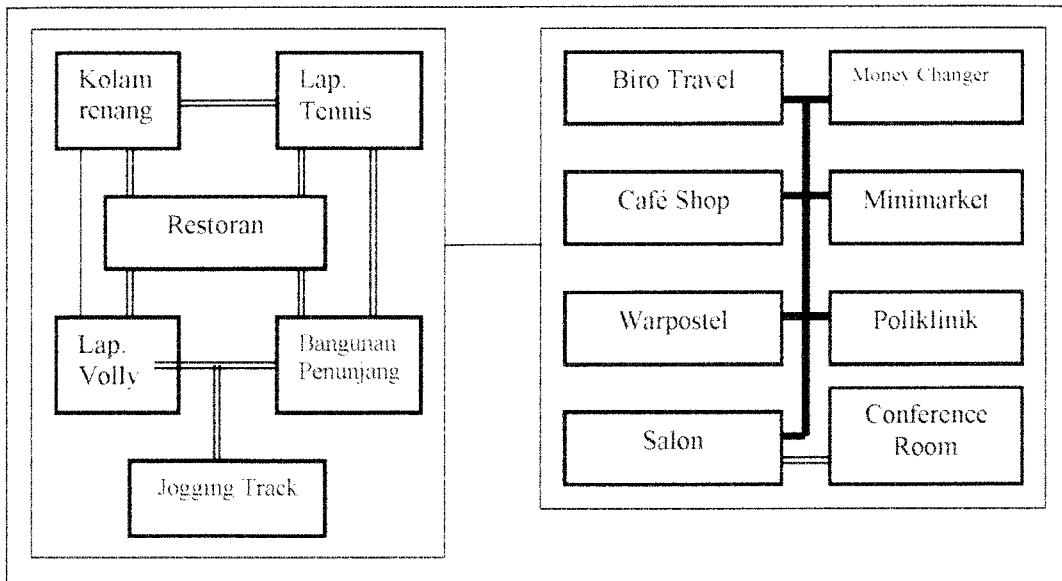 Kolam
renang
Lap.
Tennis
Restoran
Lap.
Volly
Bangunan
Penunjang
Jogging Track
Biro Travel
Money Changer
Café Shop
Minimarket
Warpostel
Poliklinik
Salon
Conference
Room